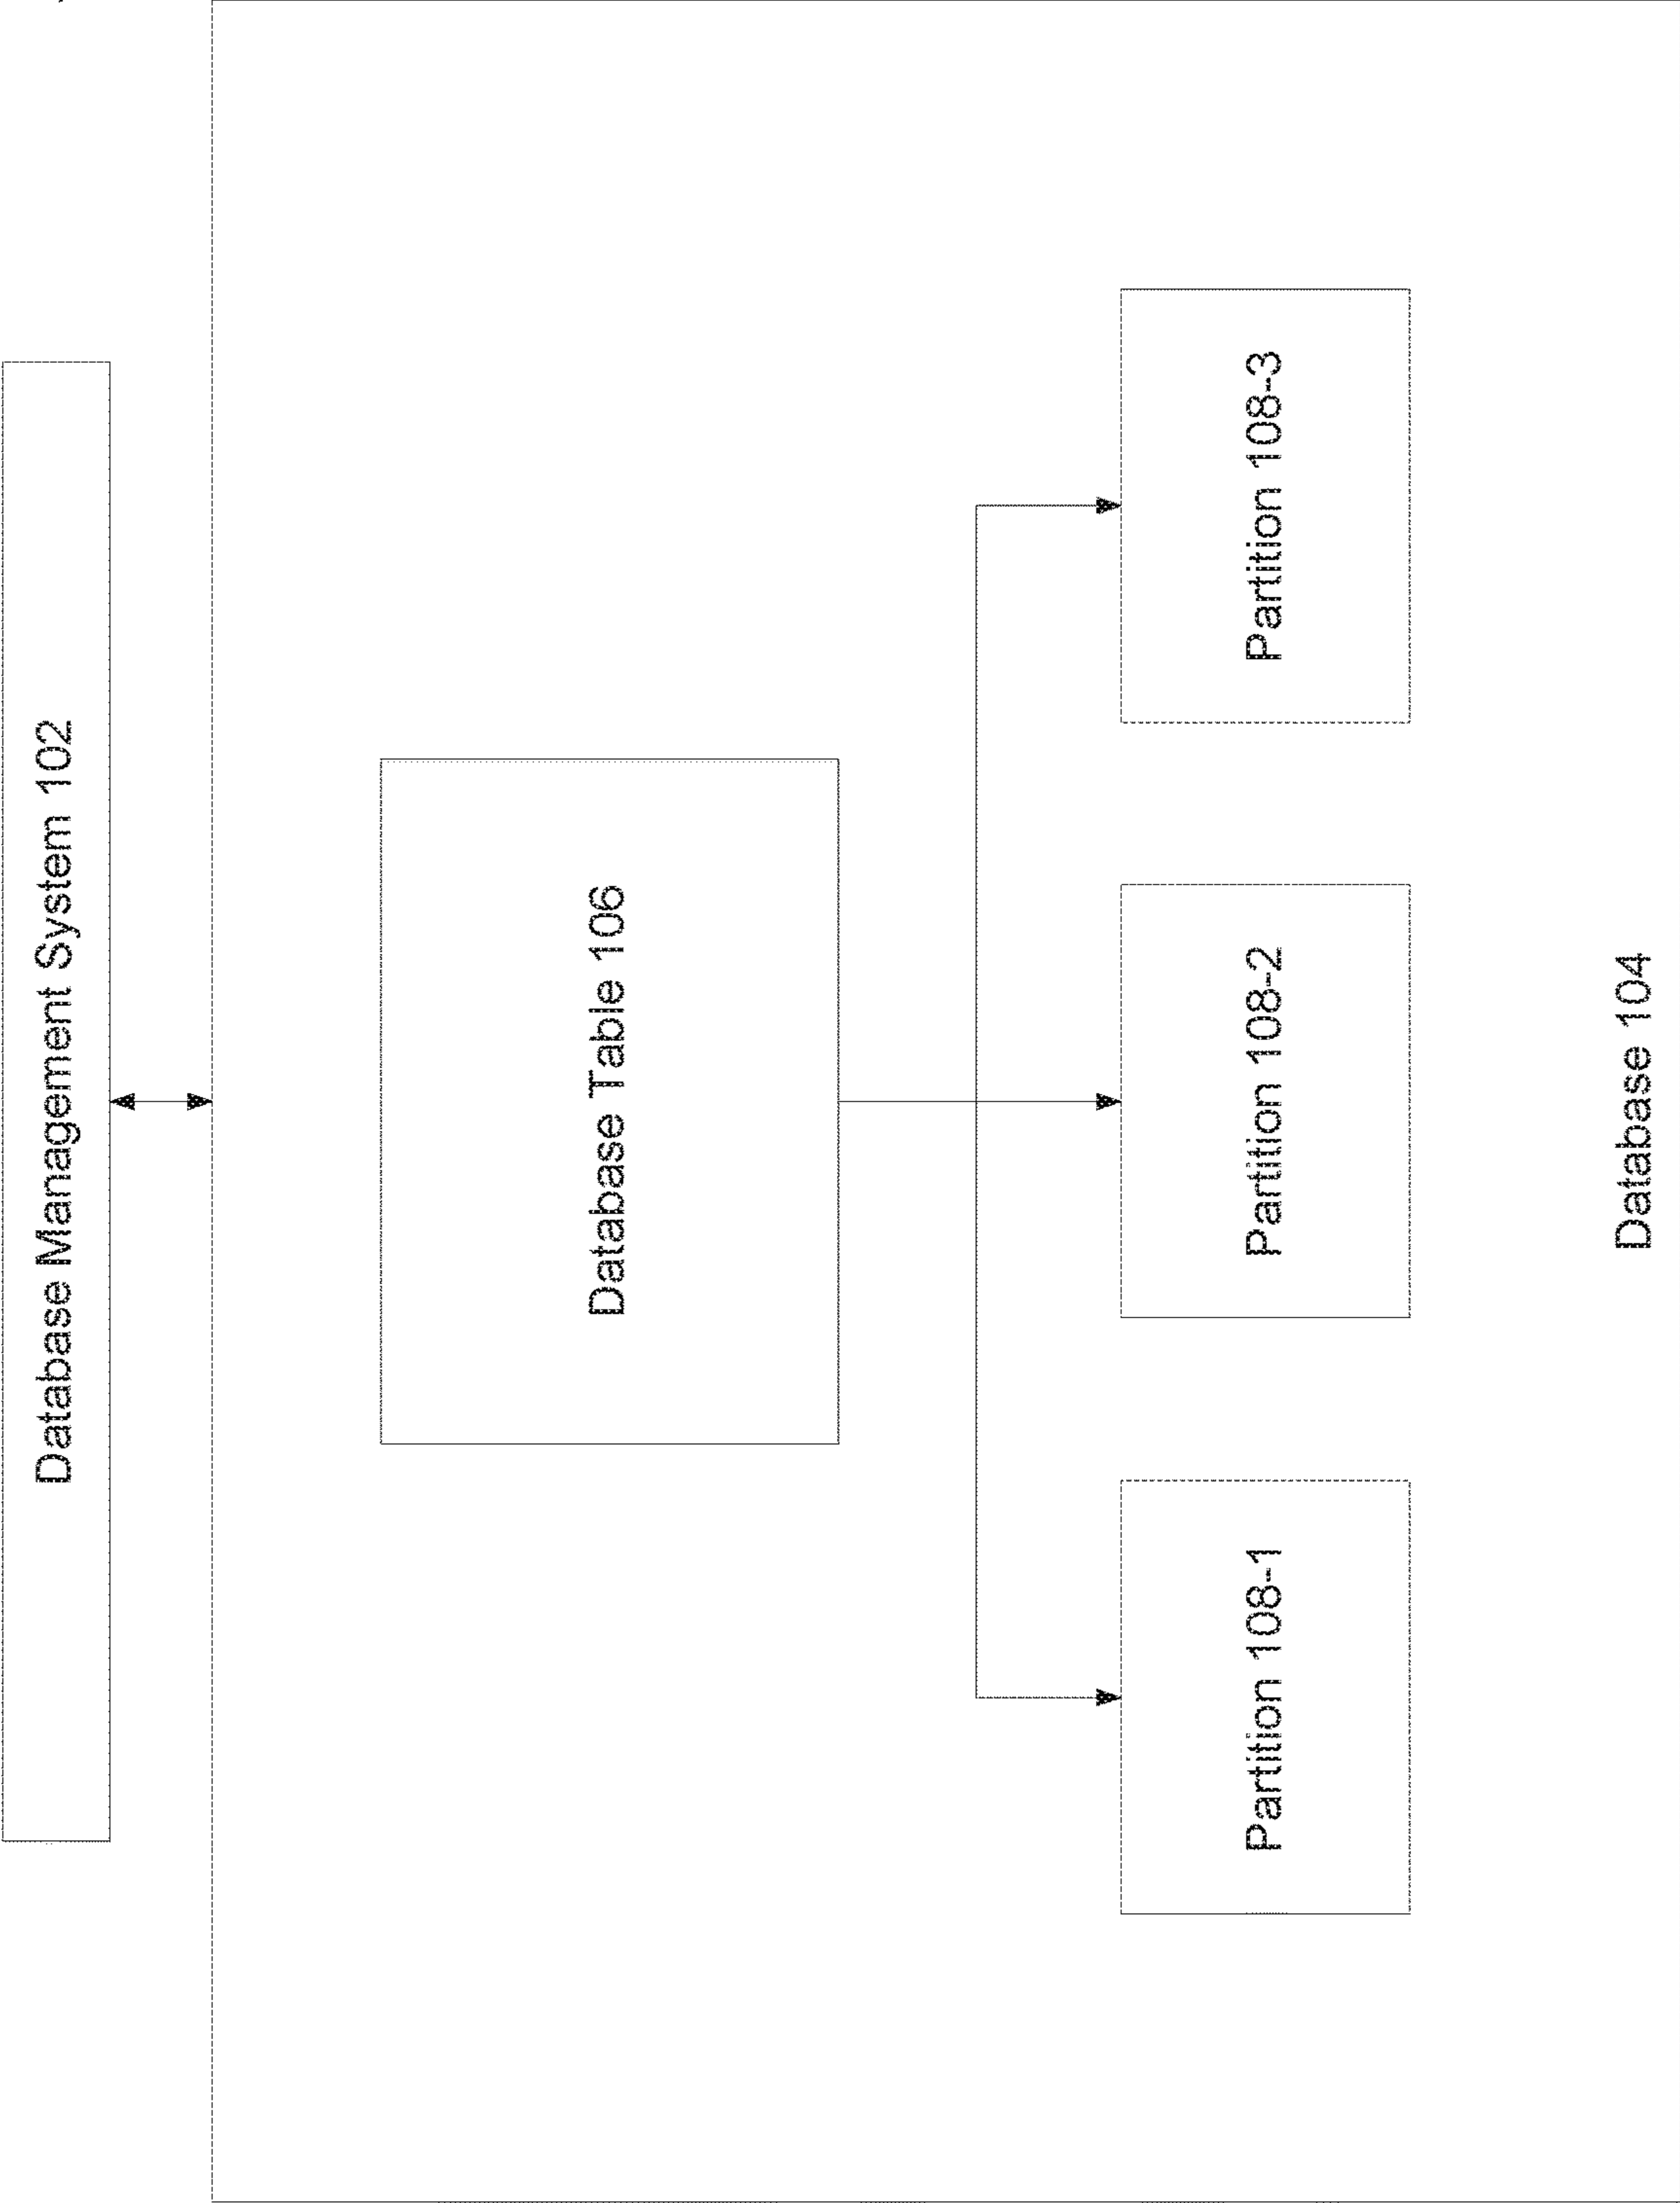 Database Management System 102
Database Table 106
Partition 108-1
Partition 108-2
Partition 108-3
Database 104